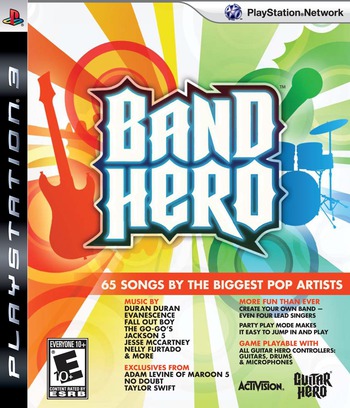 PlayStation Network
PLAYSTATION 3
BAND
HERO
™
65 SONGS BY THE BIGGEST POP ARTISTS
MUSIC BY
DURAN DURAN
EVANESCENCE
FALL OUT BOY
THE GO-GO'S
JACKSON 5
JESSE MCCARTNEY
NELLY FURTADO
& MORE
EXCLUSIVES FROM
ADAM LEVINE OF MAROON 5
NO DOUBT
TAYLOR SWIFT
MORE FUN THAN EVER
CREATE YOUR OWN BAND –
EVEN FOUR LEAD SINGERS
PARTY PLAY MODE MAKES
IT EASY TO JUMP IN AND PLAY
GAME PLAYABLE WITH
ALL GUITAR HERO CONTROLLERS:
GUITARS, DRUMS
& MICROPHONES
EVERYONE 10+
E
10+
CONTENT RATED BY
ESRB
ACTIVISION.
GUITAR
HERO